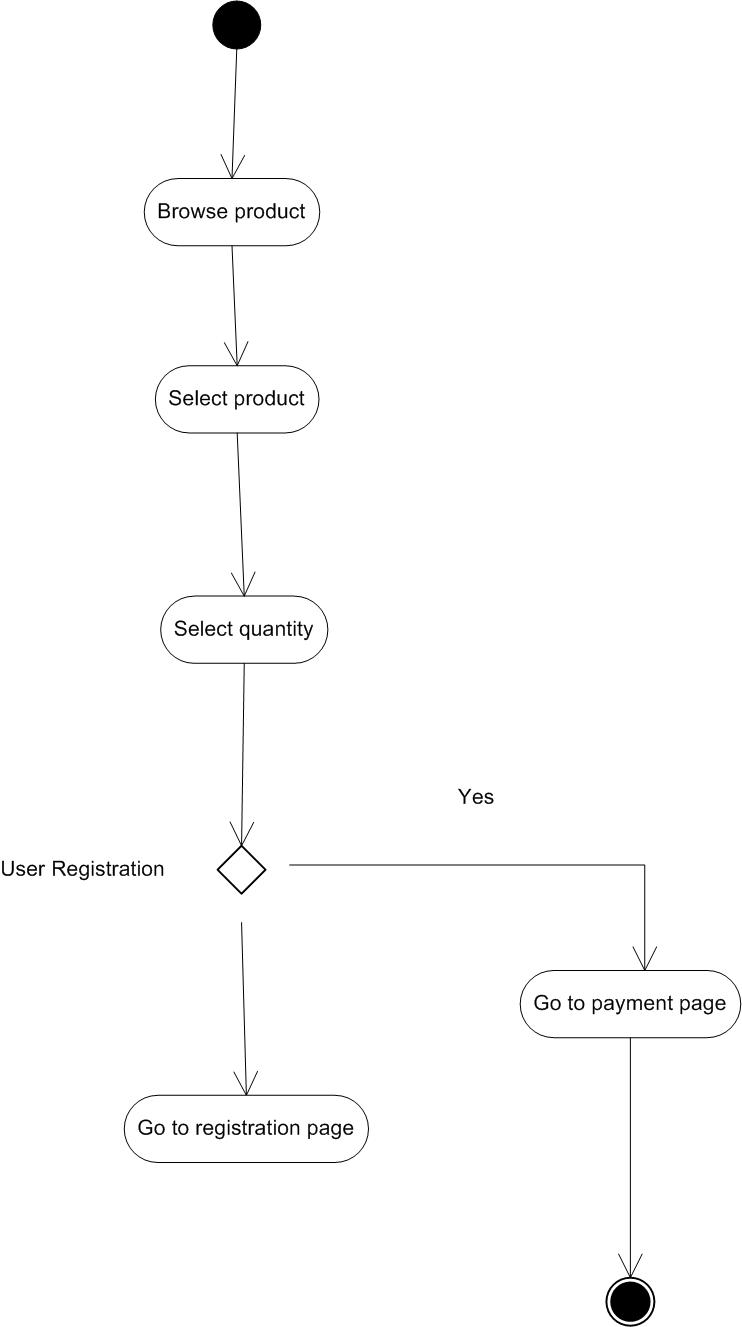 Browse product
Select product
Select quantity
Yes
User Registration
Go to payment page
Go to registration page